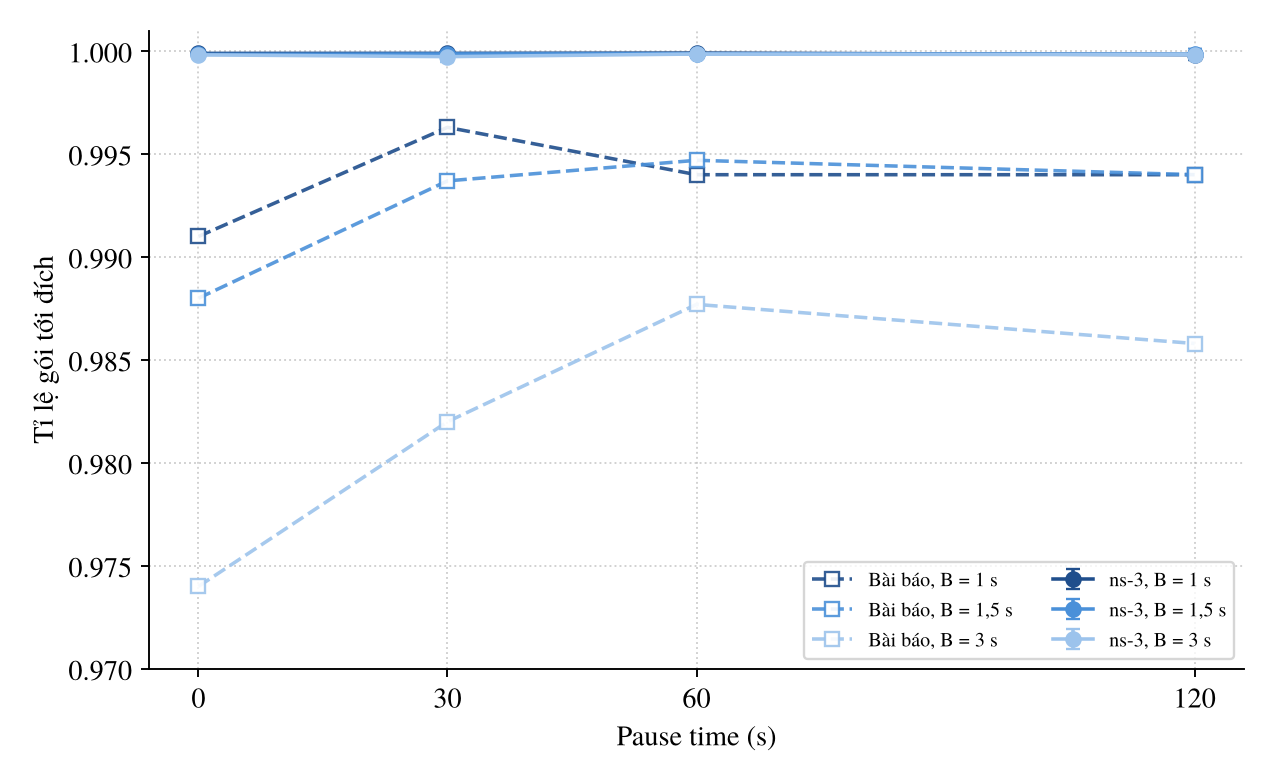 Tỉ lệ gói tới đích
1.000
0.995
0.990
0.985
0.980
0.975
0.970
0
30
60
120
Pause time (s)
Bài báo, B = 1 s
Bài báo, B = 1,5 s
Bài báo, B = 3 s
ns-3, B = 1 s
ns-3, B = 1,5 s
ns-3, B = 3 s